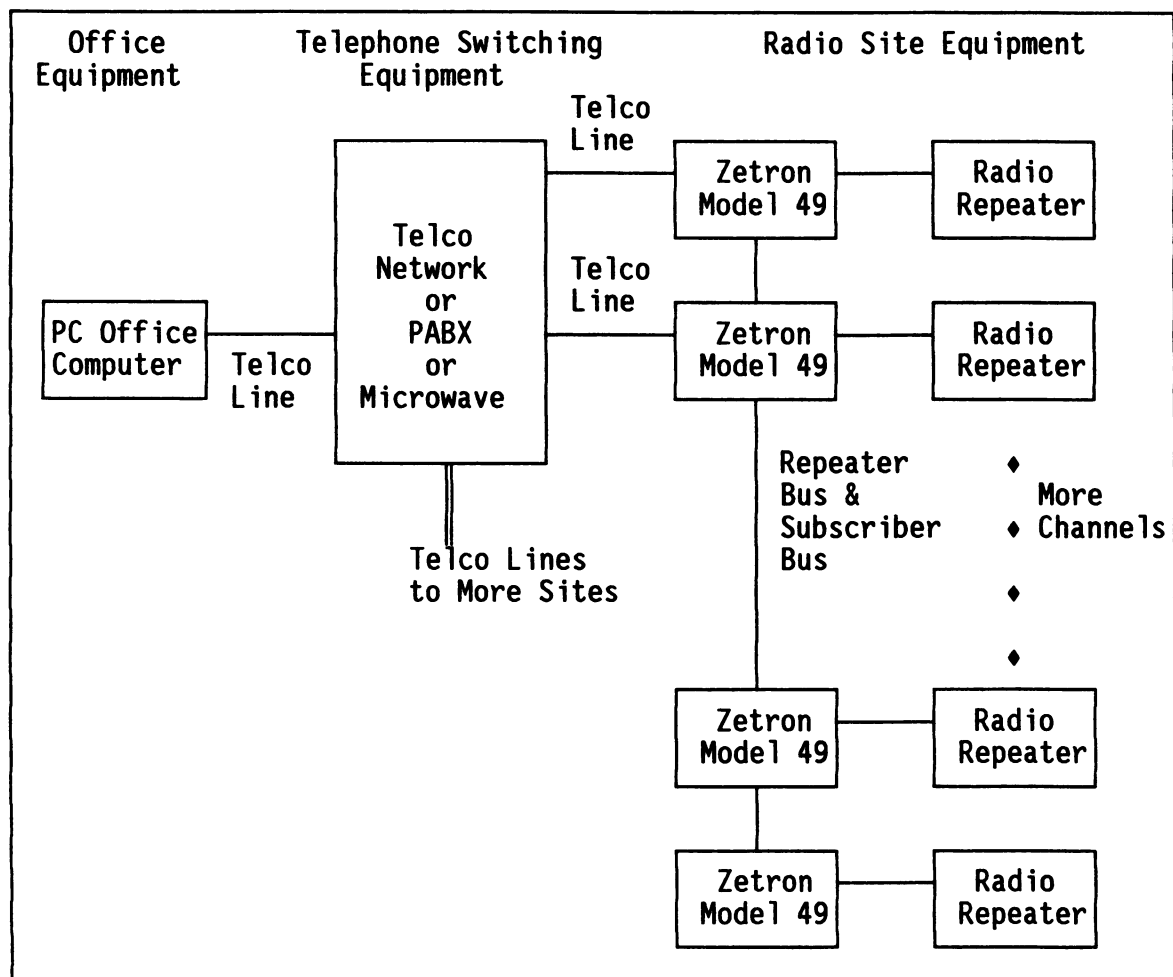 Office
Equipment
Telephone Switching
Equipment
Radio Site Equipment
Telco
Line
Zetron
Model 49
Radio
Repeater
Telco
Network
or
PABX
or
Microwave
Telco
Line
PC Office
Computer
Telco
Line
Zetron
Model 49
Radio
Repeater
Repeater
Bus &
Subscriber
Bus
More
Channels
Telco Lines
to More Sites
Zetron
Model 49
Radio
Repeater
Zetron
Model 49
Radio
Repeater